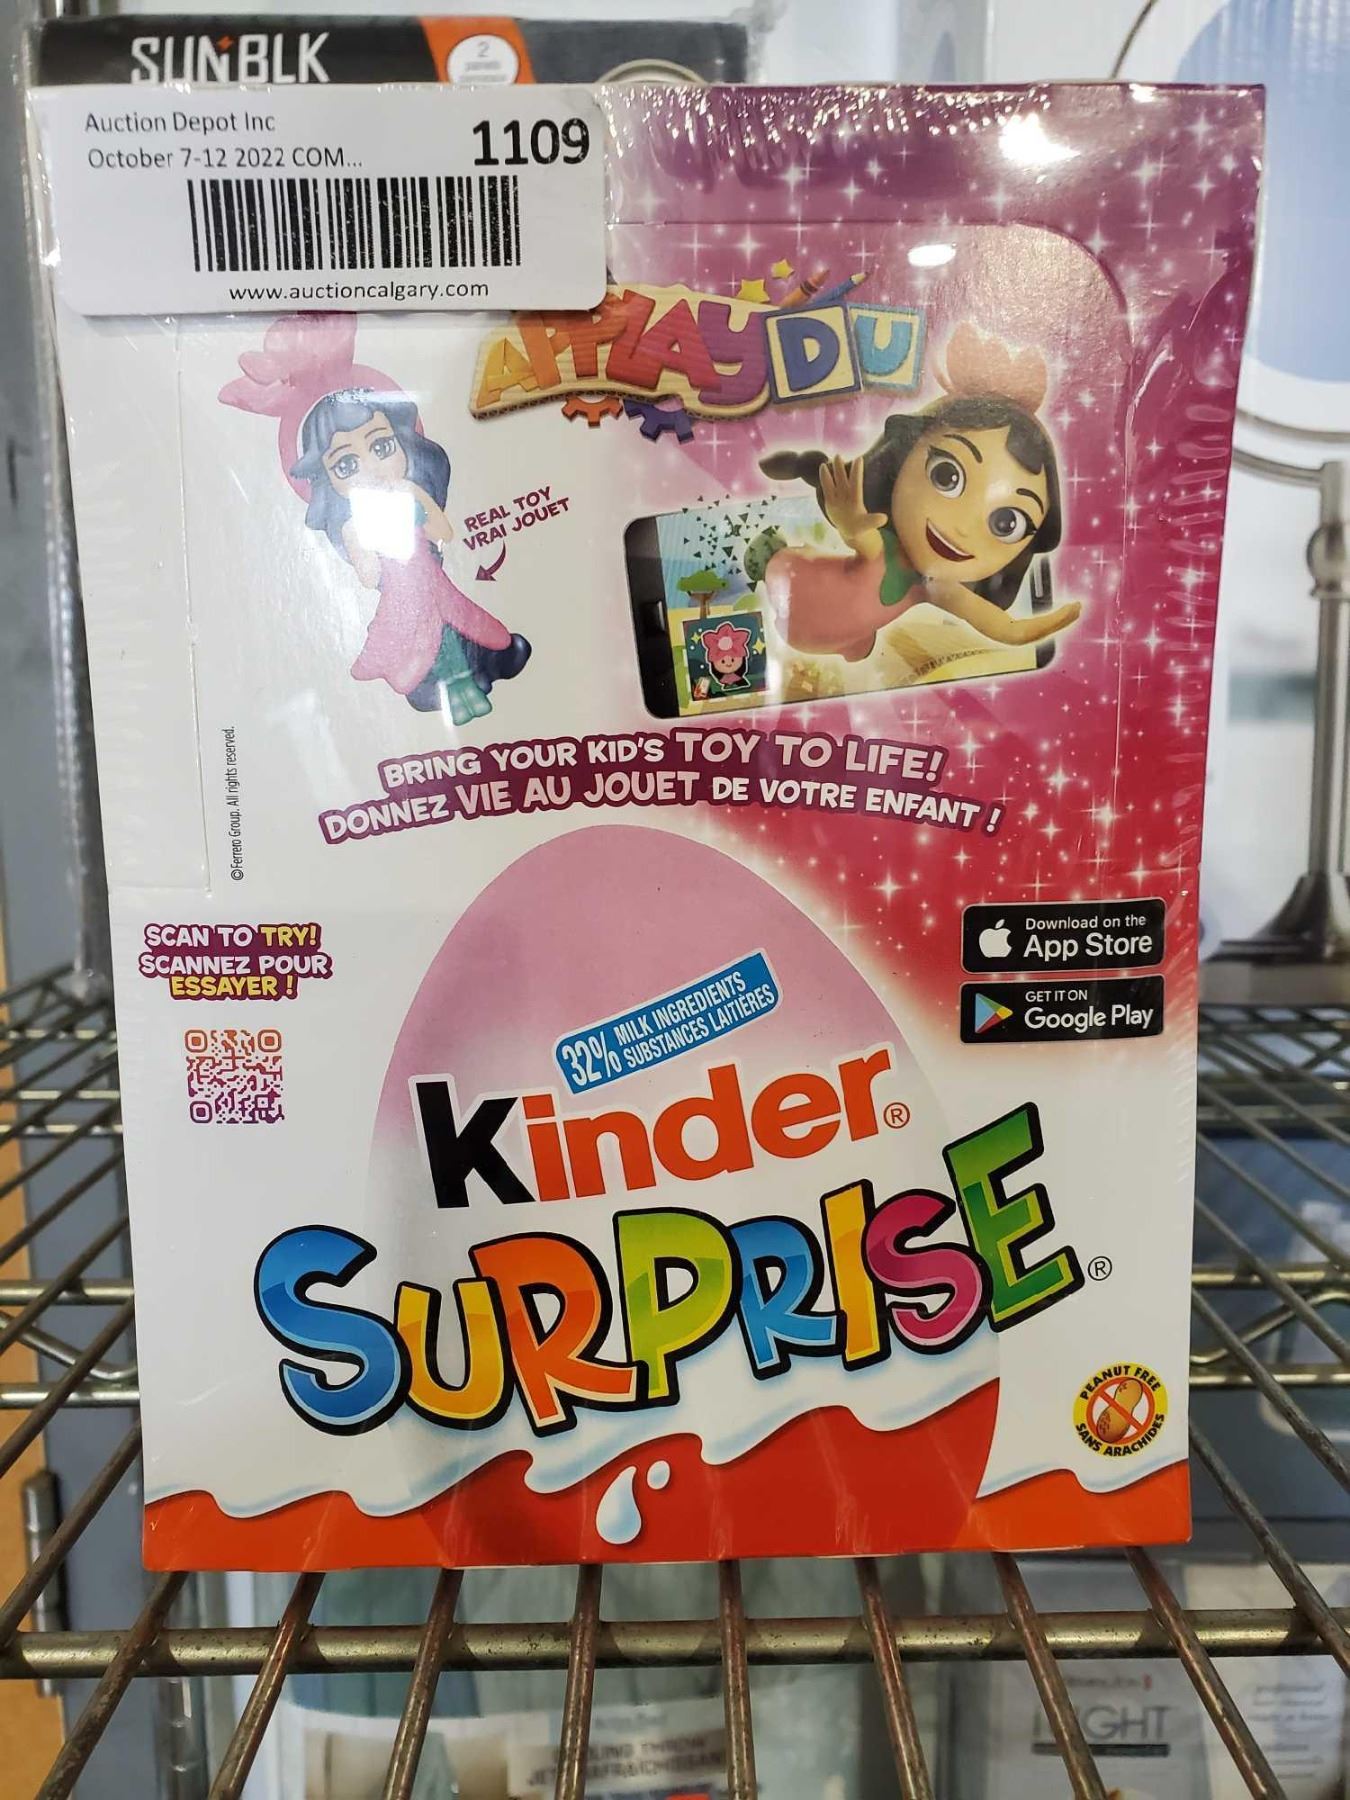 SUNBLK
2
Auction Depot Inc
1109
October 7-12 2022 COM...
www.auctioncalgary.com
APPLAYDU
REAL TOY
VRAI JOUET
BRING YOUR KID'S TOY TO LIFE!
DONNEZ VIE AU JOUET DE VOTRE ENFANT !
©Ferrero Group. All rights reserved.
SCAN TO TRY!
SCANNEZ POUR
ESSAYER !
Download on the
App Store
GET IT ON
Google Play
32% MILK INGREDIENTS
SUBSTANCES LAITIÈRES
Kinder®
SURPRISE®
PEANUT FREE
SANS ARACHIDES